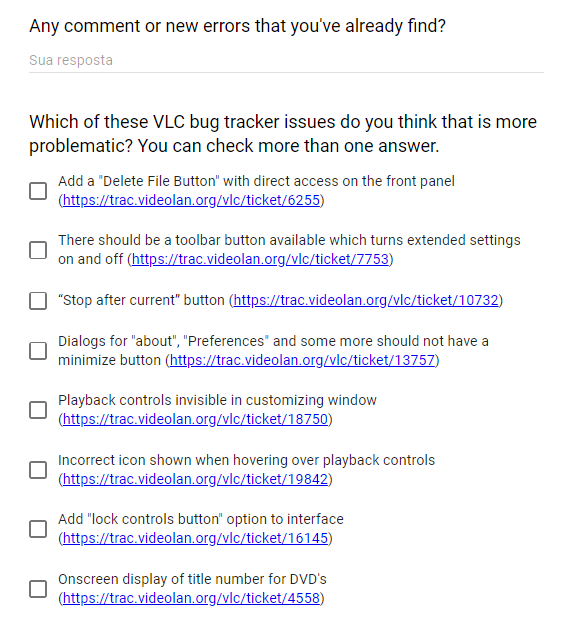 Any comment or new errors that you've already find?
Sua resposta
Which of these VLC bug tracker issues do you think that is more
problematic? You can check more than one answer.
Add a "Delete File Button" with direct access on the front panel
(https://trac.videolan.org/vlc/ticket/6255)
There should be a toolbar button available which turns extended settings
on and off (https://trac.videolan.org/vlc/ticket/7753)
“Stop after current” button (https://trac.videolan.org/vlc/ticket/10732)
Dialogs for "about", "Preferences" and some more should not have a
minimize button (https://trac.videolan.org/vlc/ticket/13757)
Playback controls invisible in customizing window
(https://trac.videolan.org/vlc/ticket/18750)
Incorrect icon shown when hovering over playback controls
(https://trac.videolan.org/vlc/ticket/19842)
Add "lock controls button" option to interface
(https://trac.videolan.org/vlc/ticket/16145)
Onscreen display of title number for DVD's
(https://trac.videolan.org/vlc/ticket/4558)